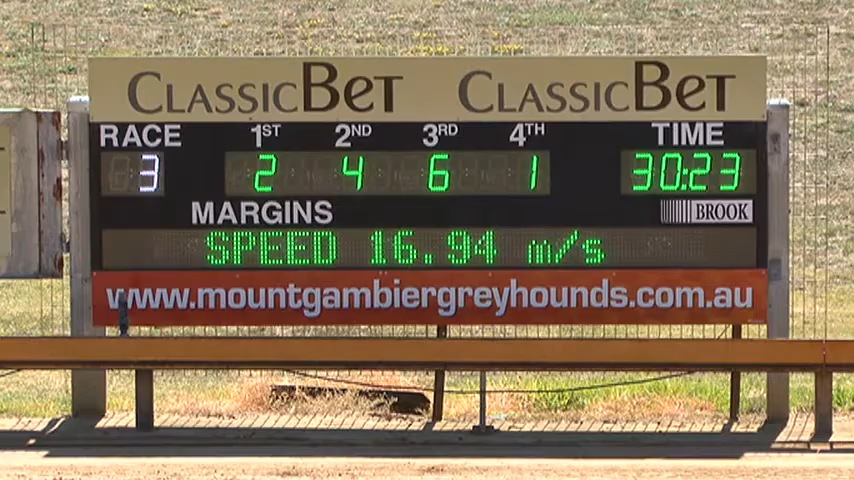 CLASSICBET CLASSICBET
RACE 1ST 2ND 3RD 4TH TIME
3 2 4 6 1 30:23
MARGINS BROOK
SPEED 16.94 m/s
www.mountgambiergreyhounds.com.au